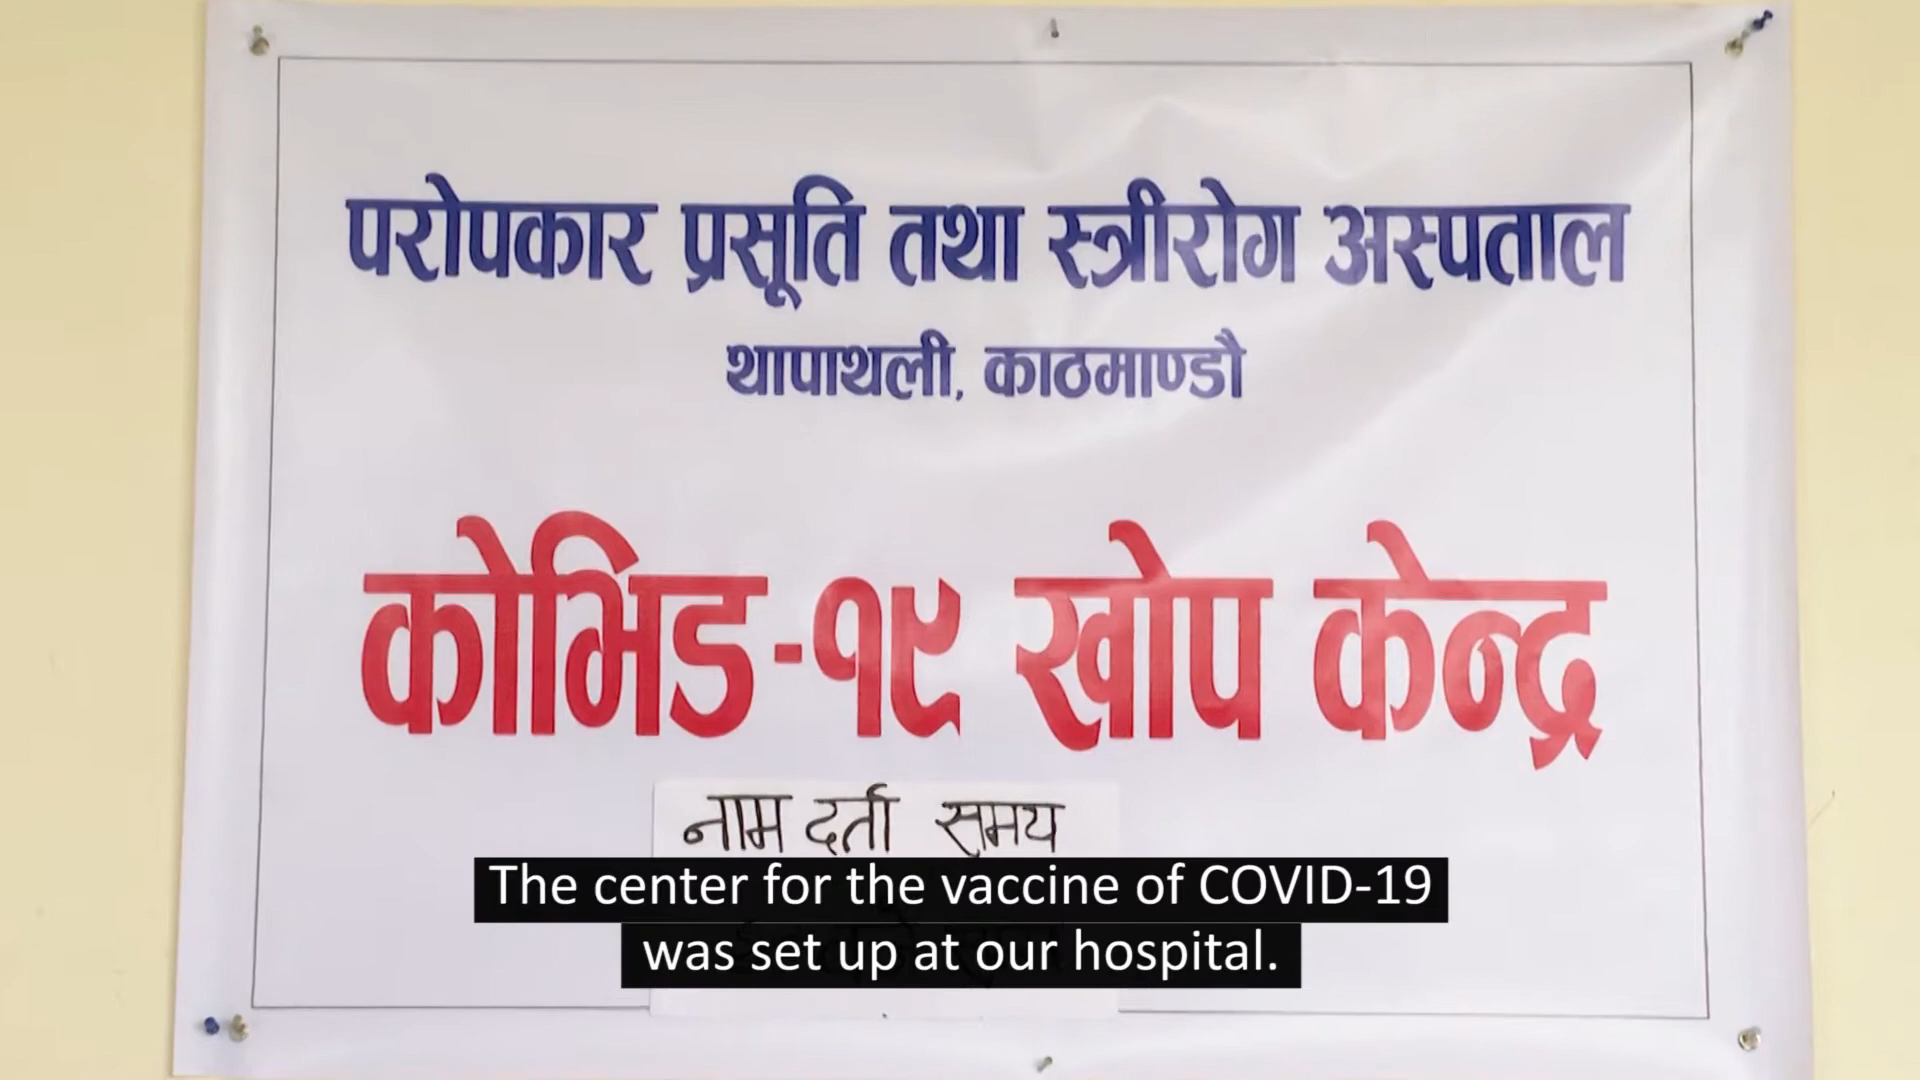 परोपकार प्रसूति तथा स्त्रीरोग अस्पताल
थापाथली, काठमाण्डौ
कोभिड-१९ खोप केन्द्र
नाम दर्ता समय
The center for the vaccine of COVID-19
was set up at our hospital.